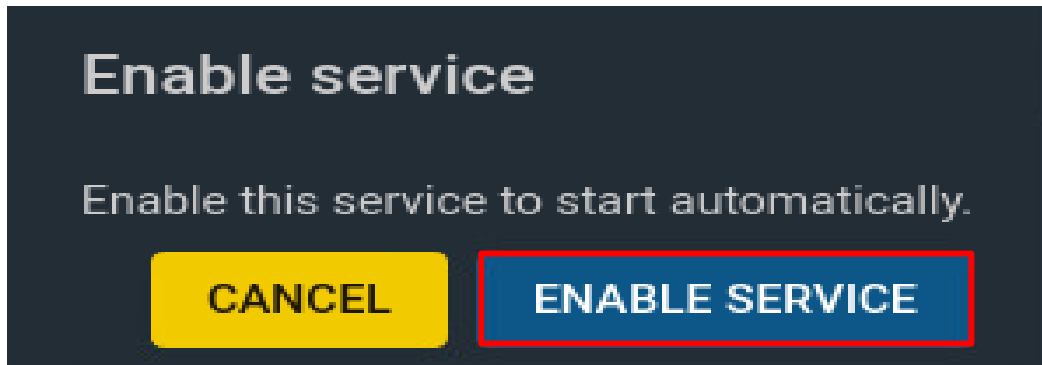 Enable service
Enable this service to start automatically.
CANCEL ENABLE SERVICE